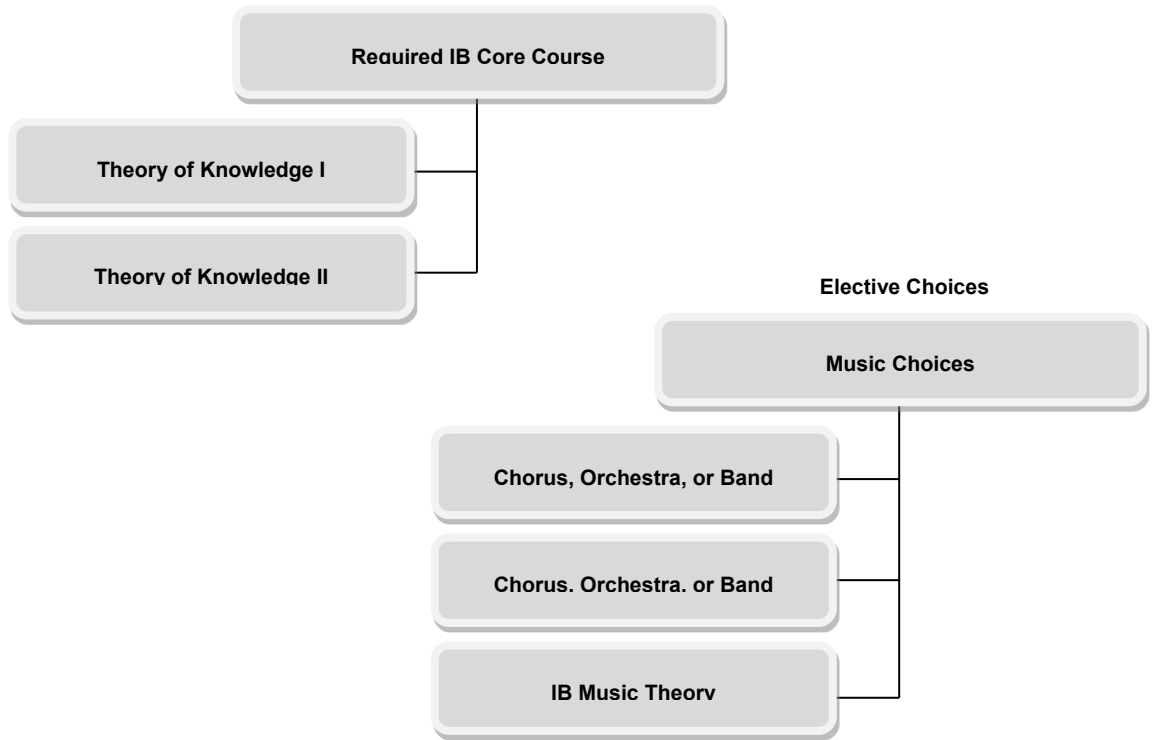 Required IB Core Course
Theory of Knowledge I
Theory of Knowledge II
Elective Choices
Music Choices
Chorus, Orchestra, or Band
Chorus, Orchestra, or Band
IB Music Theory